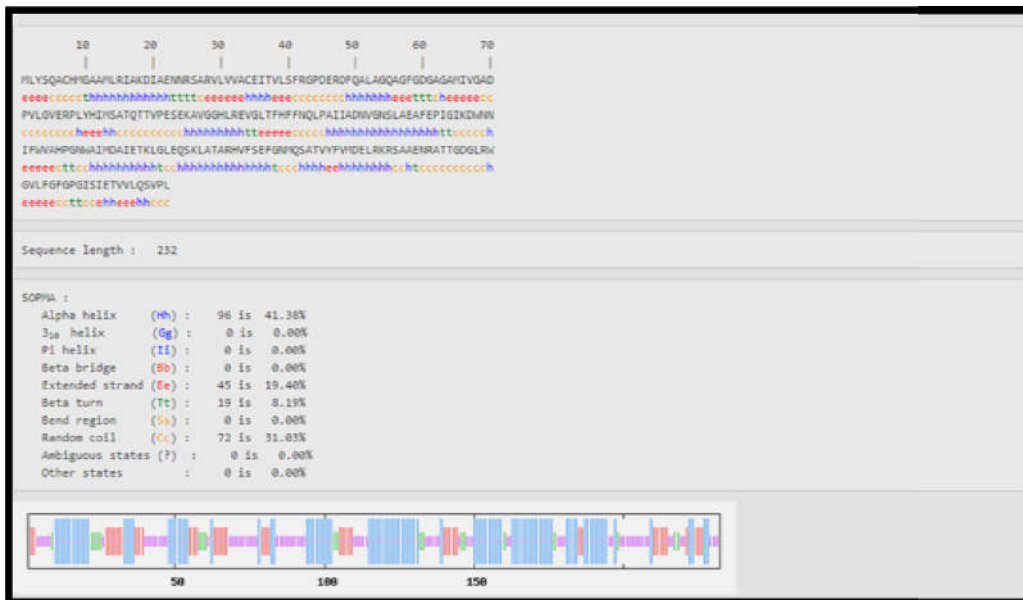 10 20 30 40 50 60 70
| | | | | | |
MLYSQACHMGAAMLRIAKDIAENNRSARVLVVACEITVLSFRGPDERDFQALAGQAGFGDGAGAMIVGAD
eeeecccccthhhhhhhhhhhhttttceeeeeehhhheeecccccccchhhhhhheeetttcheeeeecc
PVLGVERPLYHIMSATQTTVPESEKAVGGHLREVGLTFHFFNQLPAIIADNVGNSLAEAFEPIGIKDWNN
ccccccccheeehhcccccccccchhhhhhhhhtteeeeeccccchhhhhhhhhhhhhhhhhttccccch
IFWVAHPGNWAIMDAIETKLGLEQSKLATARHVFSEFGNMQSATVYFVMDELRKRSAAENRATTGDGLRW
eeeeecttcchhhhhhhhhtcchhhhhhhhhhhhhhhtccchhhheehhhhhhhhcchtcccccccccch
GVLFGFGPGISIETVVLQSVPL
eeeeeccttccehheeehhccc
Sequence length : 232
SOPMA :
Alpha helix (Hh) : 96 is 41.38%
3₁₀ helix (Gg) : 0 is 0.00%
Pi helix (Ii) : 0 is 0.00%
Beta bridge (Bb) : 0 is 0.00%
Extended strand (Ee) : 45 is 19.40%
Beta turn (Tt) : 19 is 8.19%
Bend region (Ss) : 0 is 0.00%
Random coil (Cc) : 72 is 31.03%
Ambiguous states (?) : 0 is 0.00%
Other states : 0 is 0.00%
50 100 150